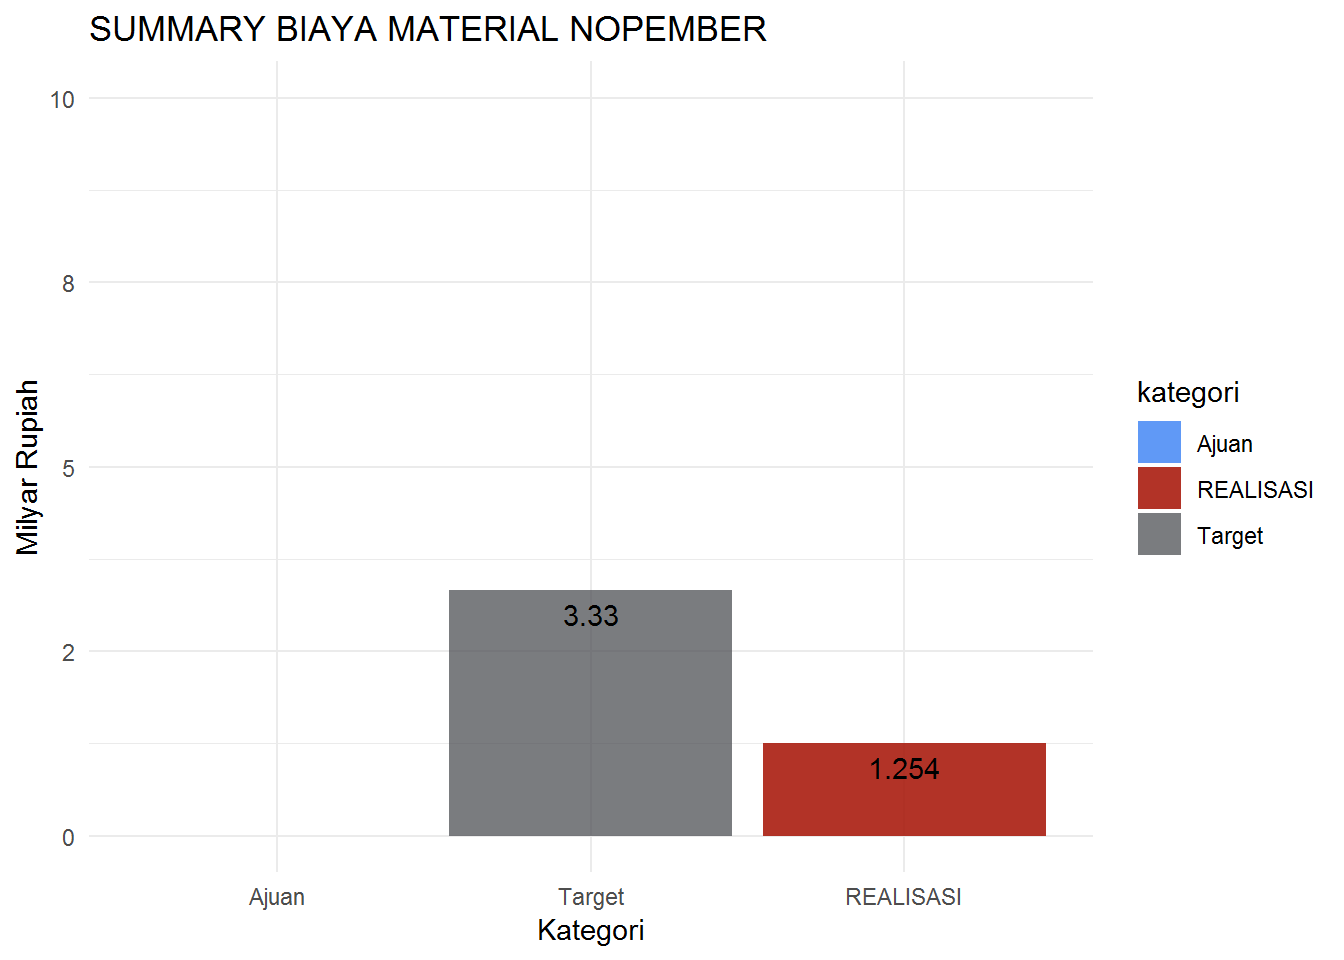 SUMMARY BIAYA MATERIAL NOPEMBER
Milyar Rupiah
10
8
5
2
0
3.33
1.254
Ajuan
Target
REALISASI
Kategori
kategori
Ajuan
REALISASI
Target